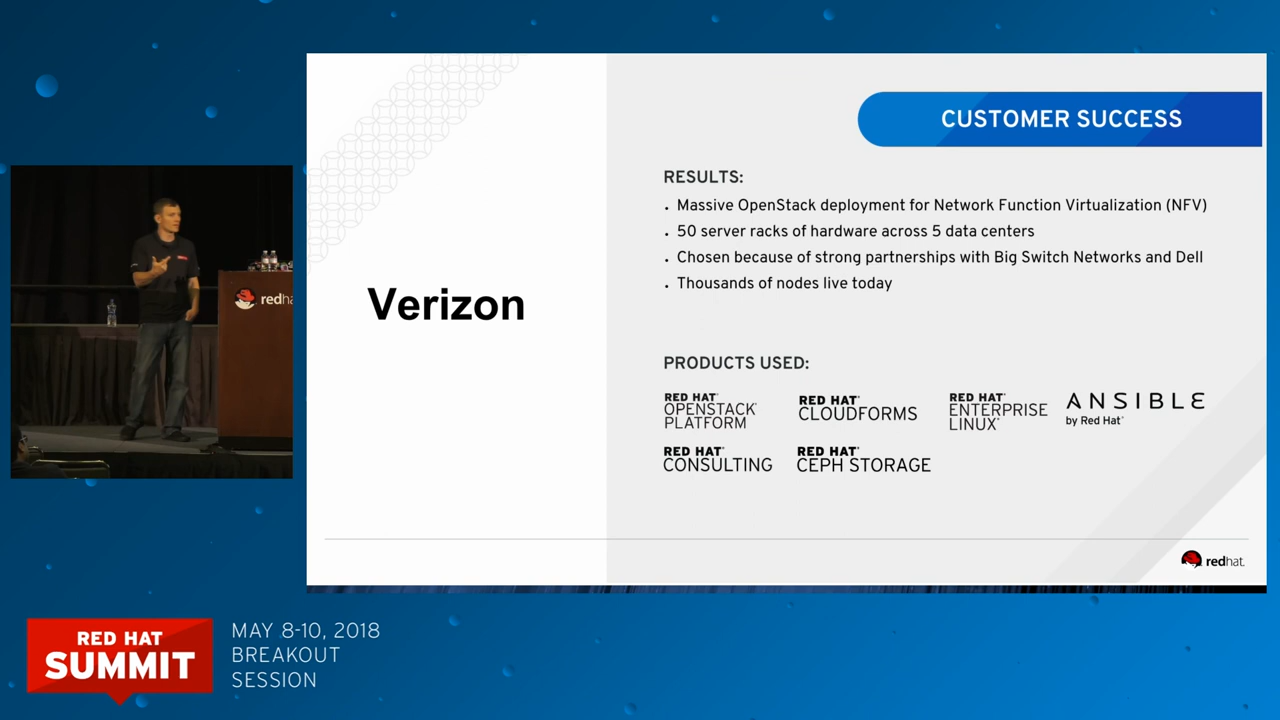 CUSTOMER SUCCESS
Verizon
RESULTS:
• Massive OpenStack deployment for Network Function Virtualization (NFV)
• 50 server racks of hardware across 5 data centers
• Chosen because of strong partnerships with Big Switch Networks and Dell
• Thousands of nodes live today
PRODUCTS USED:
RED HAT®
OPENSTACK®
PLATFORM
RED HAT®
CLOUDFORMS
RED HAT®
ENTERPRISE
LINUX®
ANSIBLE
by Red Hat®
RED HAT®
CONSULTING
RED HAT®
CEPH STORAGE
redhat.
redha
RED HAT
SUMMIT
MAY 8-10, 2018
BREAKOUT
SESSION